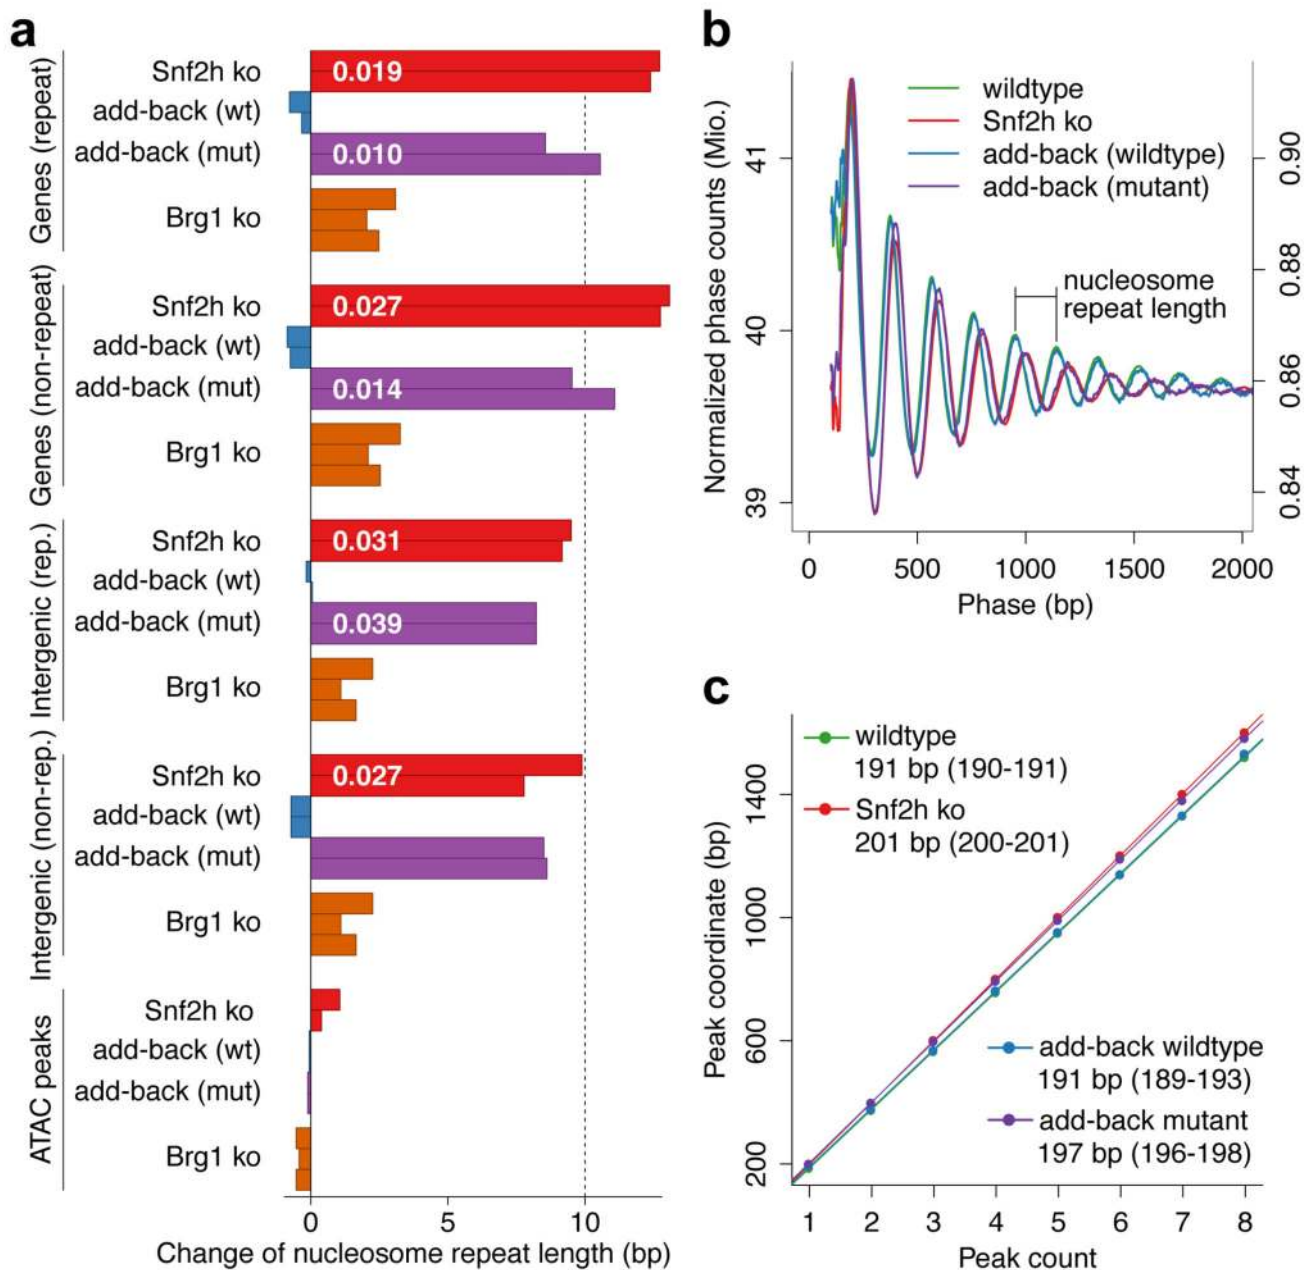 a
Genes (repeat)
Snf2h ko
0.019
add-back (wt)
add-back (mut)
0.010
Brg1 ko
Genes (non-repeat)
Snf2h ko
0.027
add-back (wt)
add-back (mut)
0.014
Brg1 ko
Intergenic (rep.)
Snf2h ko
0.031
add-back (wt)
add-back (mut)
0.039
Brg1 ko
Intergenic (non-rep.)
Snf2h ko
0.027
add-back (wt)
add-back (mut)
Brg1 ko
ATAC peaks
Snf2h ko
add-back (wt)
add-back (mut)
Brg1 ko
0 5 10
Change of nucleosome repeat length (bp)
b
Normalized phase counts (Mio.)
41
40
39
wildtype
Snf2h ko
add-back (wildtype)
add-back (mutant)
nucleosome
repeat length
0.90
0.88
0.86
0.84
0 500 1000 1500 2000
Phase (bp)
c
Peak coordinate (bp)
1400
1000
600
200
wildtype
191 bp (190-191)
Snf2h ko
201 bp (200-201)
add-back wildtype
191 bp (189-193)
add-back mutant
197 bp (196-198)
1 2 3 4 5 6 7 8
Peak count